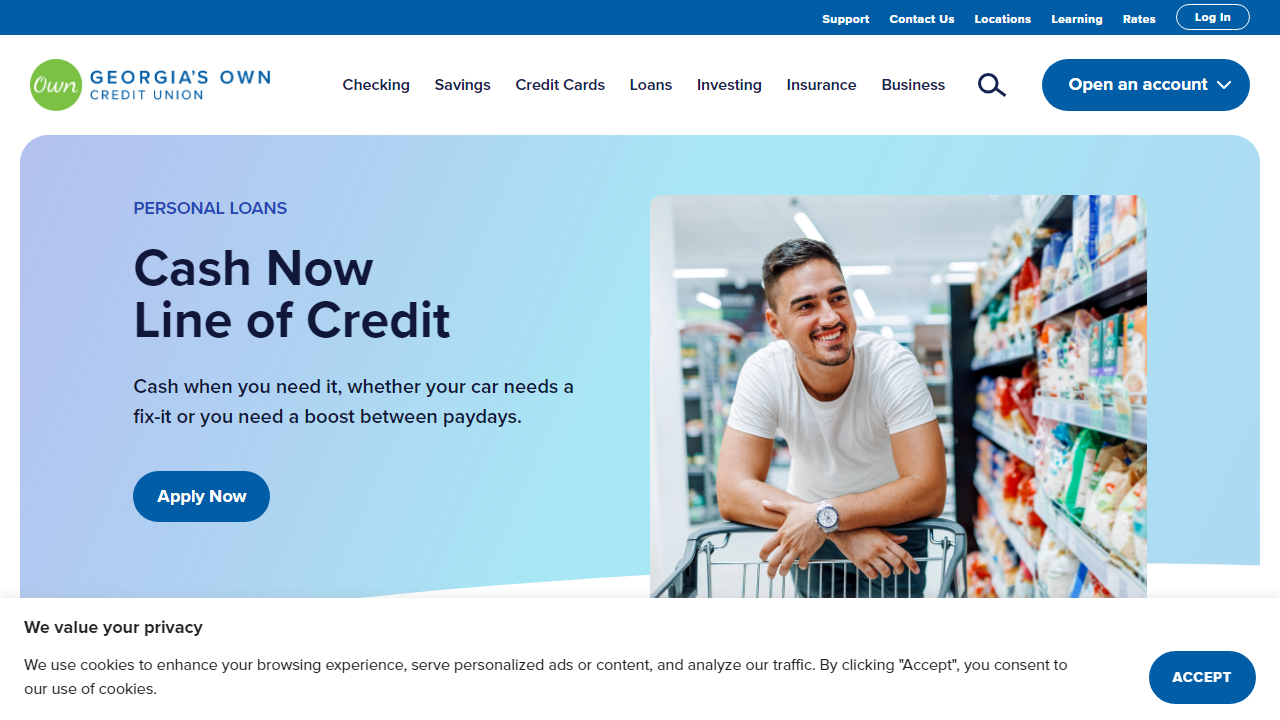 Support Contact Us Locations Learning Rates Log In
Own GEORGIA'S OWN
CREDIT UNION
Checking Savings Credit Cards Loans Investing Insurance Business Open an account
PERSONAL LOANS
Cash Now
Line of Credit
Cash when you need it, whether your car needs a
fix-it or you need a boost between paydays.
Apply Now
We value your privacy
We use cookies to enhance your browsing experience, serve personalized ads or content, and analyze our traffic. By clicking "Accept", you consent to
our use of cookies.
ACCEPT